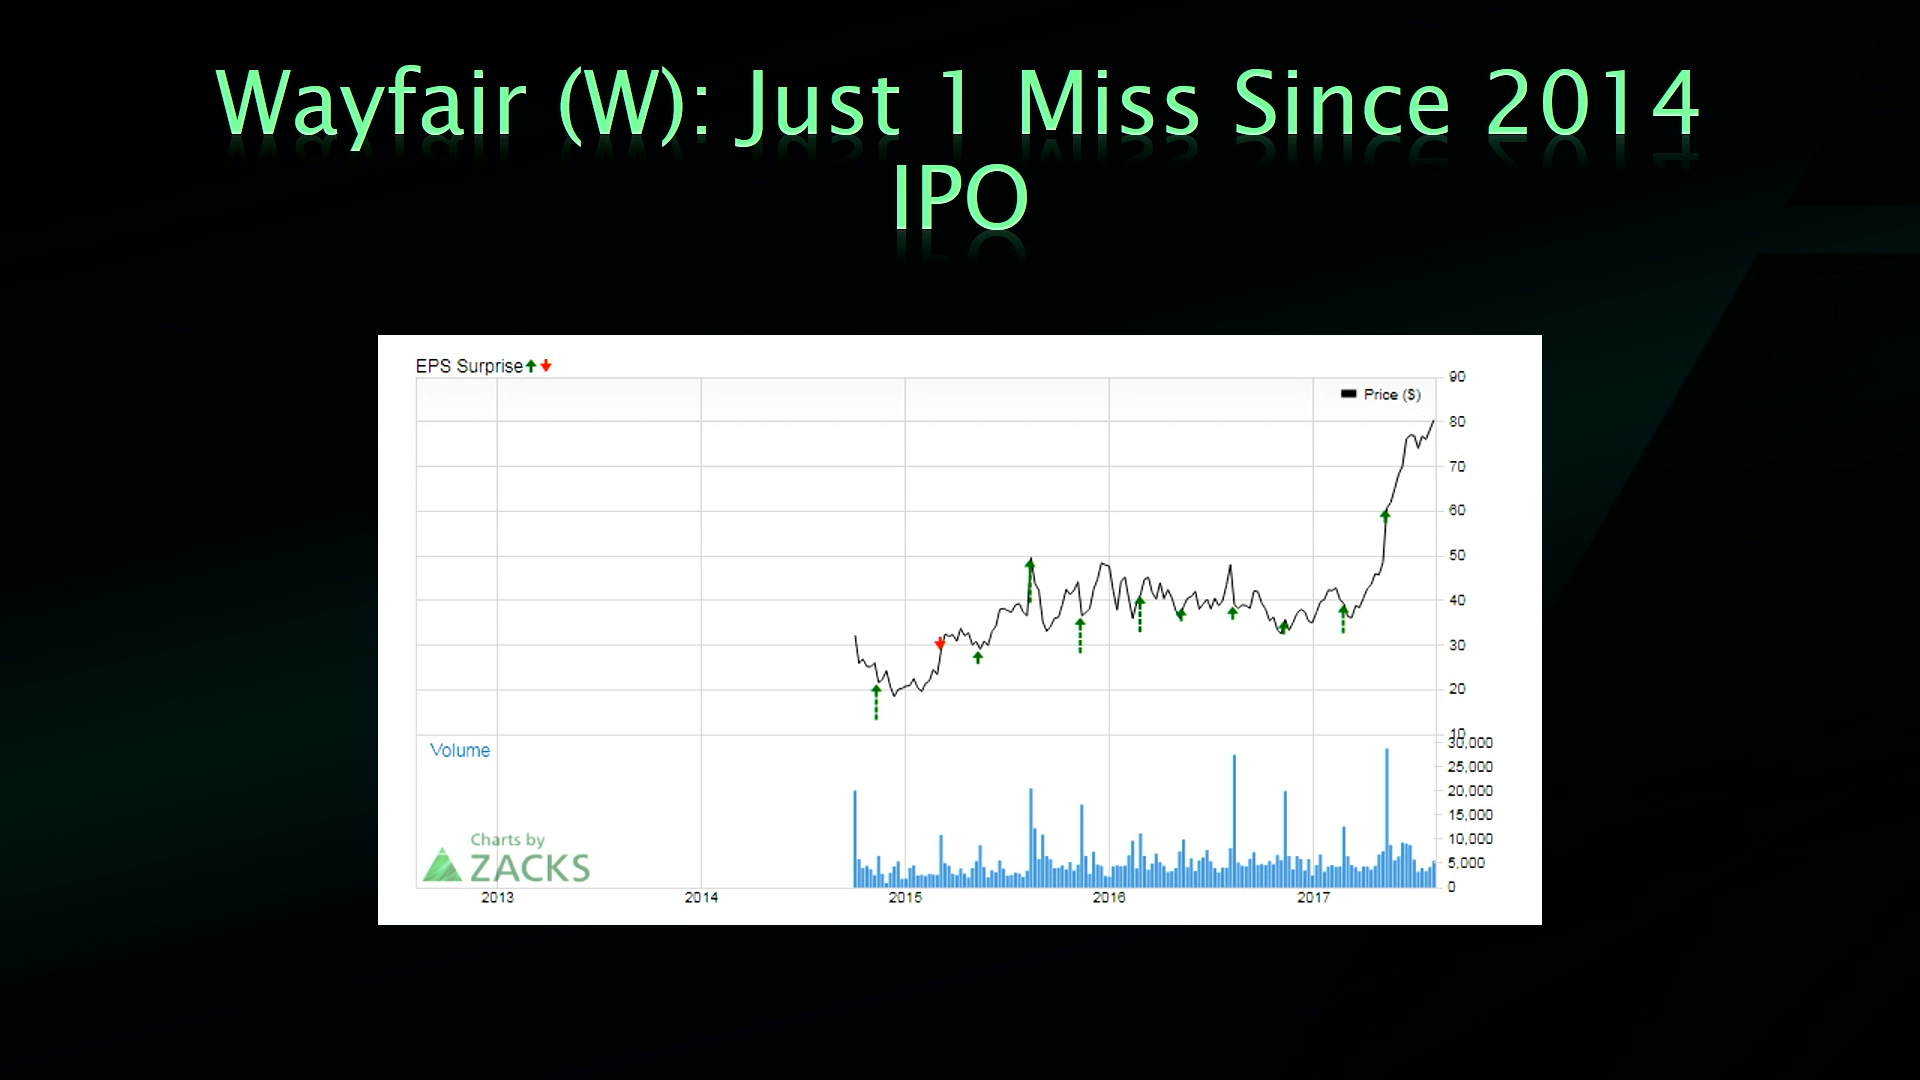 Wayfair (W): Just 1 Miss Since 2014
IPO
EPS Surprise
Price ($)
90
80
70
60
50
40
30
20
10
Volume
30,000
25,000
20,000
15,000
10,000
5,000
0
Charts by
ZACKS
2013 2014 2015 2016 2017